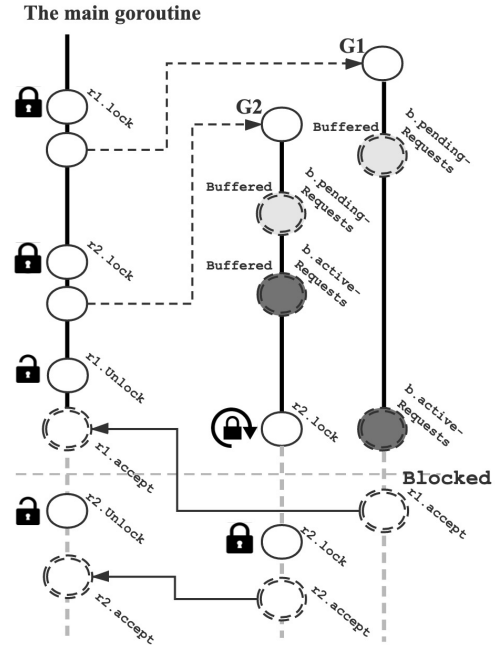 The main goroutine
G1
r1.lock
G2
Buffered
b.pending-
Requests
Buffered
b.pending-
Requests
r2.lock
Buffered
b.active-
Requests
r1.Unlock
r2.lock
b.active-
Requests
r1.accept
Blocked
r2.Unlock
r1.accept
r2.lock
r2.accept
r2.accept